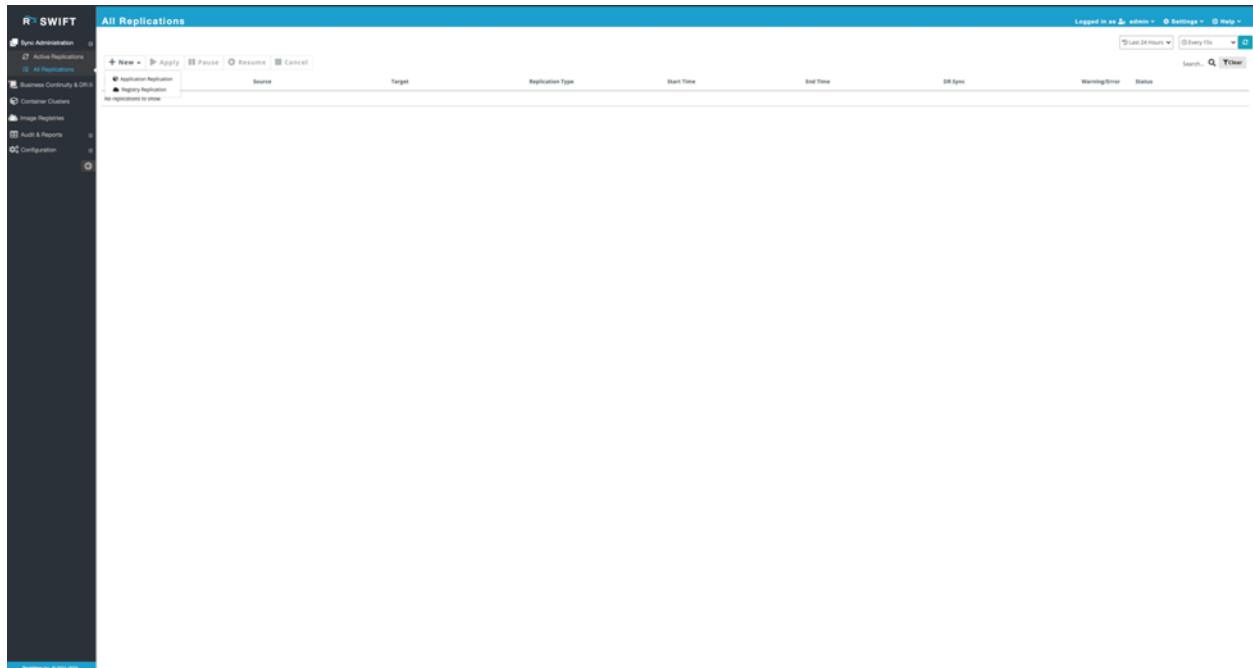 R SWIFT
All Replications
Logged in as admin Settings Help
Sync Administration
Active Replications
All Replications
Business Continuity & DR
Container Clusters
Image Registries
Audit & Reports
Configuration
Last 24 Hours Every 15s
New Apply Pause Resume Cancel
Search... Clear
Application Replication
Registry Replication
Source Target Replication Type Start Time End Time DR Sync Warning/Error Status
No replications to show.